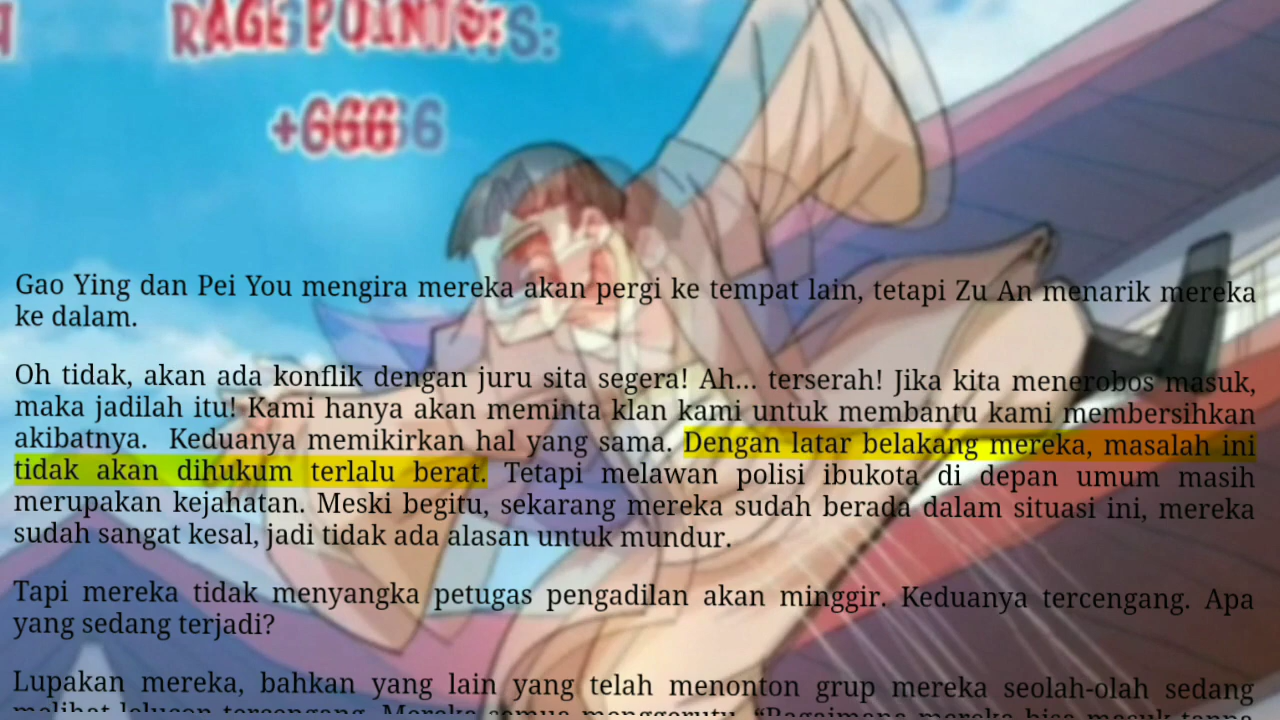 RAGE POINTS:
+666
Gao Ying dan Pei You mengira mereka akan pergi ke tempat lain, tetapi Zu An menarik mereka
ke dalam.
Oh tidak, akan ada konflik dengan juru sita segera! Ah... terserah! Jika kita menerobos masuk,
maka jadilah itu! Kami hanya akan meminta klan kami untuk membantu kami membersihkan
akibatnya. Keduanya memikirkan hal yang sama. Dengan latar belakang mereka, masalah ini
tidak akan dihukum terlalu berat. Tetapi melawan polisi ibukota di depan umum masih
merupakan kejahatan. Meski begitu, sekarang mereka sudah berada dalam situasi ini, mereka
sudah sangat kesal, jadi tidak ada alasan untuk mundur.
Tapi mereka tidak menyangka petugas pengadilan akan minggir. Keduanya tercengang. Apa
yang sedang terjadi?
Lupakan mereka, bahkan yang lain yang telah menonton grup mereka seolah-olah sedang